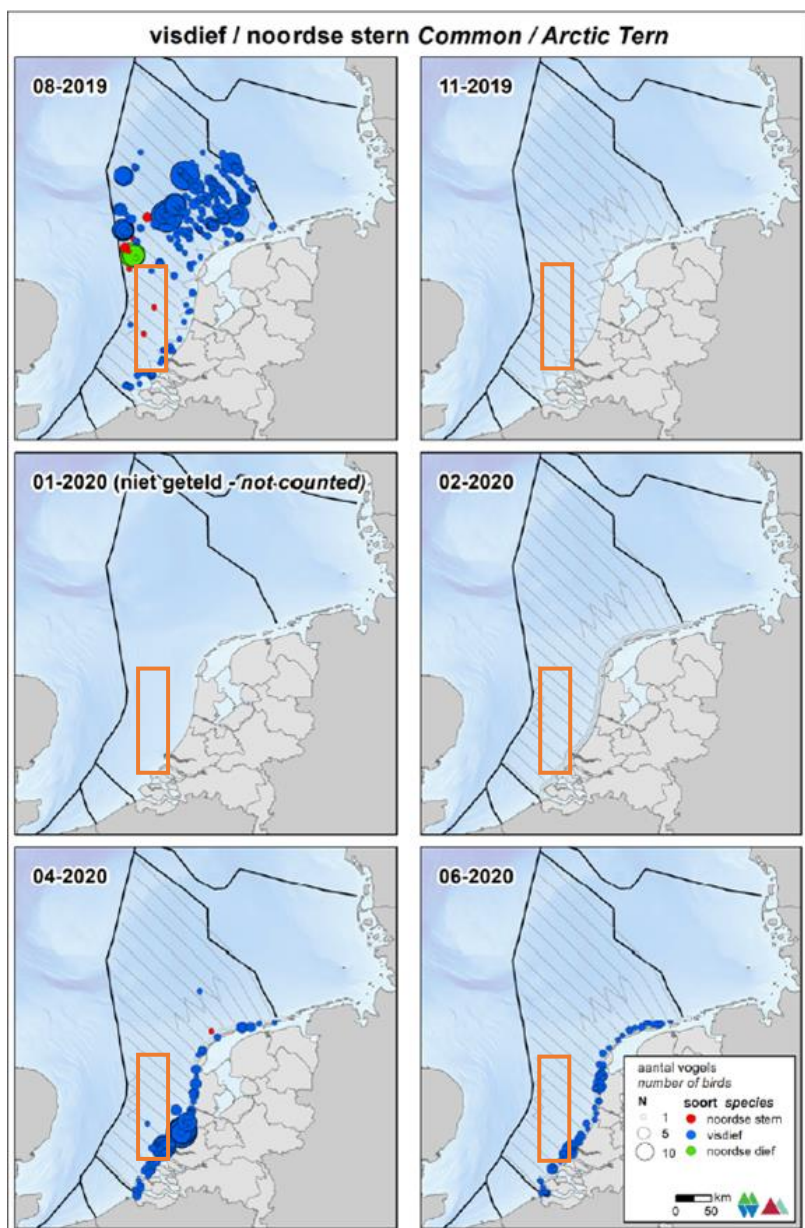 visdief / noordse stern Common / Arctic Tern
08-2019
11-2019
01-2020 (niet geteld - not counted)
02-2020
04-2020
06-2020
aantal vogels
number of birds
N soort species
1 noordse stern
5 visdief
10 noordse dief
0 50 km